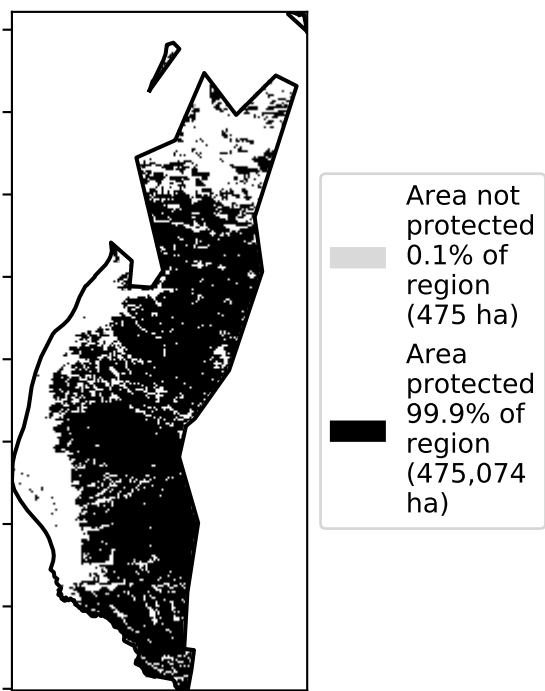 Area not
protected
0.1% of
region
(475 ha)
Area
protected
99.9% of
region
(475,074
ha)